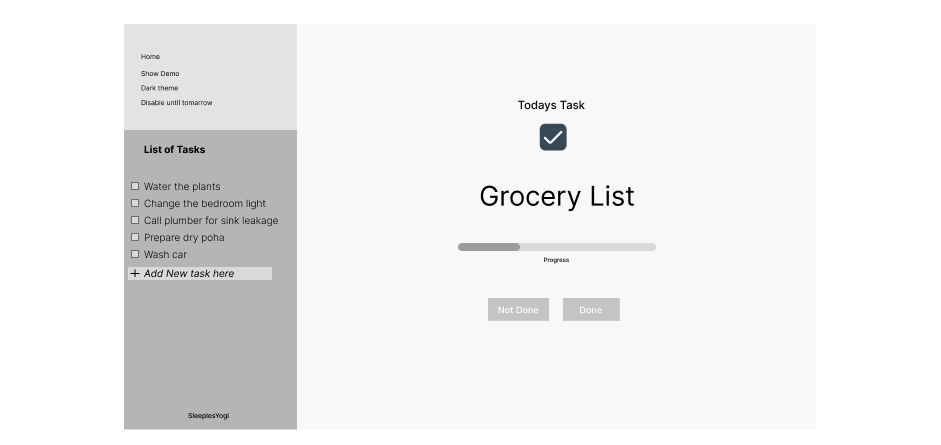 Home
Show Demo
Dark theme
Disable until tomarrow
List of Tasks
Water the plants
Change the bedroom light
Call plumber for sink leakage
Prepare dry poha
Wash car
+ Add New task here
SleeplesYogi
Todays Task
Grocery List
Progress
Not Done
Done